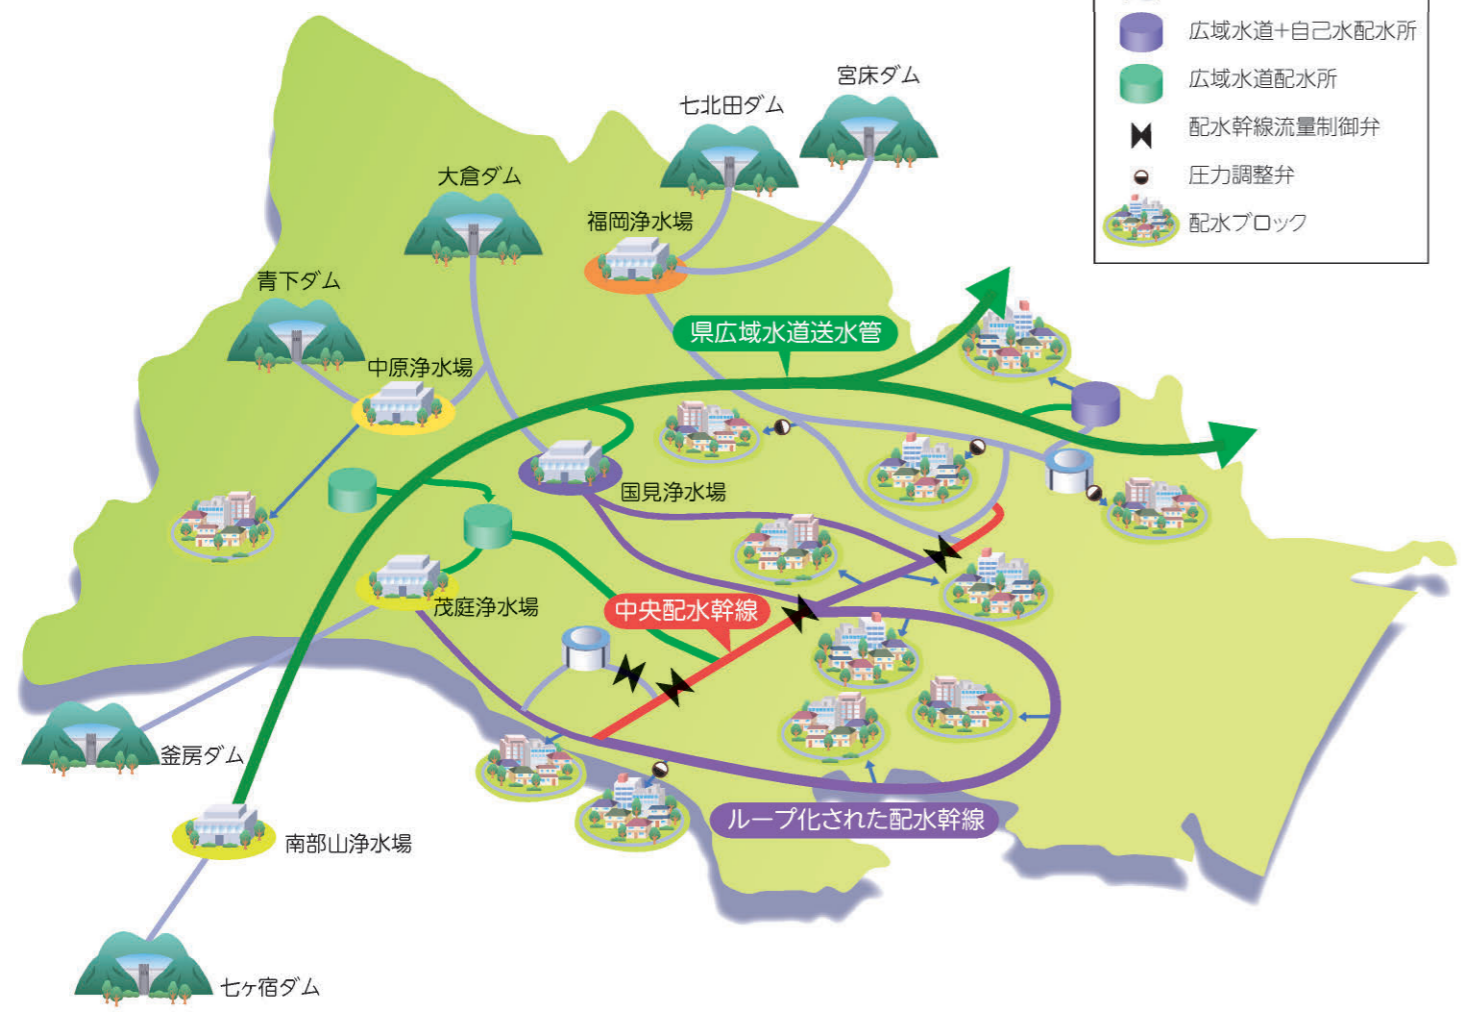 広域水道+自己水配水所
広域水道配水所
配水幹線流量制御弁
圧力調整弁
配水ブロック
宮床ダム
七北田ダム
大倉ダム
福岡浄水場
青下ダム
県広域水道送水管
中原浄水場
国見浄水場
茂庭浄水場
中央配水幹線
釜房ダム
ループ化された配水幹線
南部山浄水場
七ヶ宿ダム